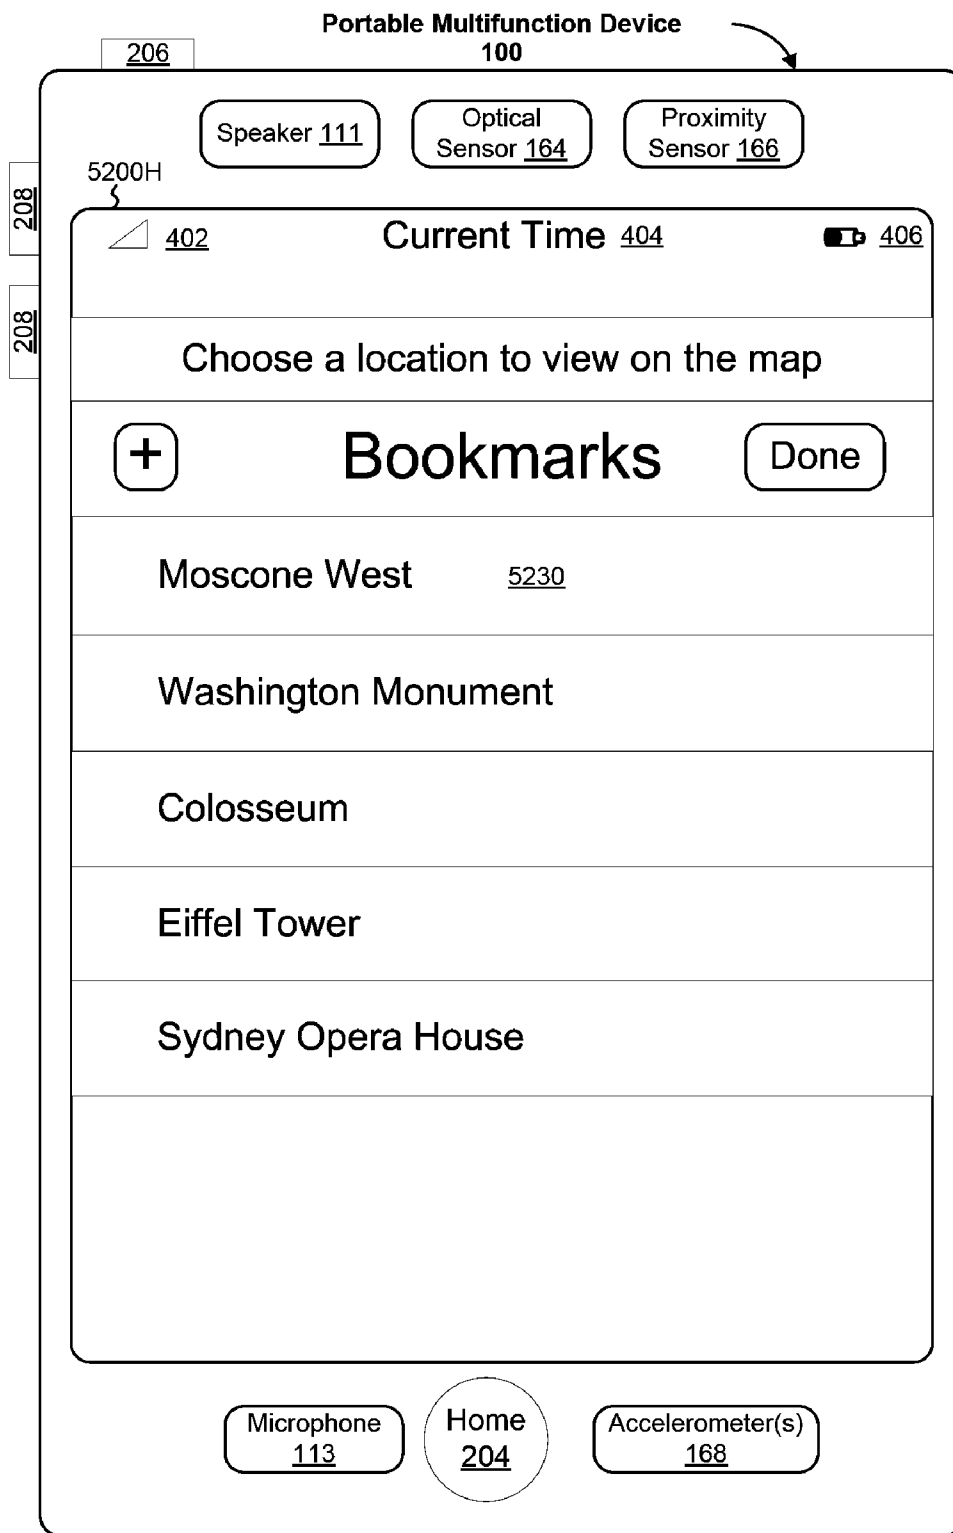 Portable Multifunction Device
100
206
Speaker 111
Optical
Sensor 164
Proximity
Sensor 166
5200H
208
208
402
Current Time 404
406
Choose a location to view on the map
+
Bookmarks
Done
Moscone West
5230
Washington Monument
Colosseum
Eiffel Tower
Sydney Opera House
Microphone
113
Home
204
Accelerometer(s)
168